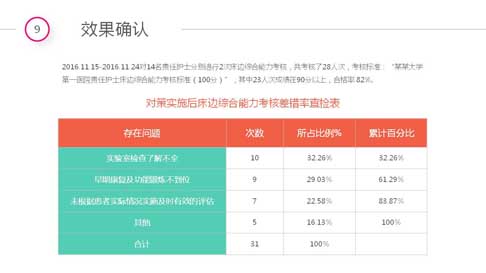 9
效果确认
2016.11.15-2016.11.24对14名责任护士分别进行2次床边综合能力考核，共考核了28人次，考核标准：“某某大学
第一医院责任护士床边综合能力考核标准（100分）”，其中23人次成绩在90分以上，合格率82%。
对策实施后床边综合能力考核差错率查检表
存在问题 次数 所占比例% 累计百分比
实验室检查了解不全 10 32.26% 32.26%
早期康复及功能锻炼不到位 9 29.03% 61.29%
未根据患者实际情况实施及时有效的评估 7 22.58% 83.87%
其他 5 16.13% 100%
合计 31 100%